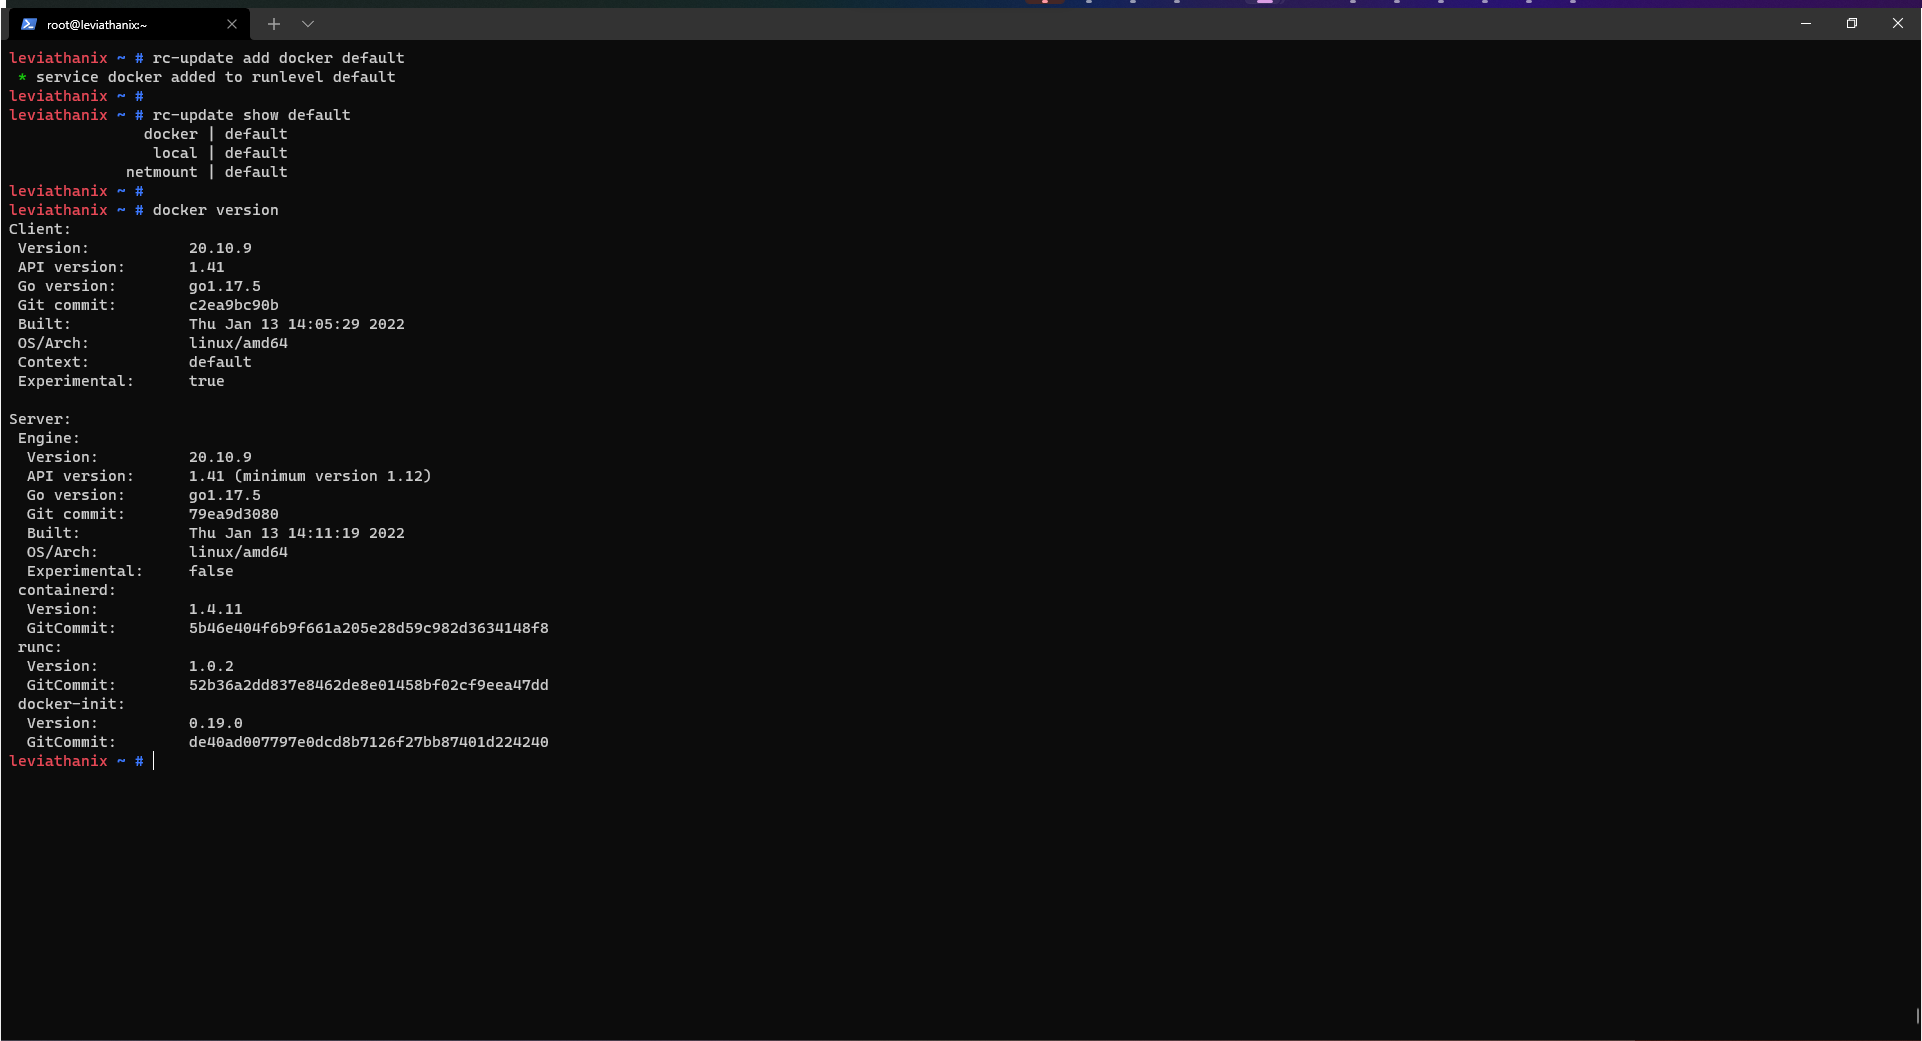 root@leviathanix:~
leviathanix ~ # rc-update add docker default
 * service docker added to runlevel default
leviathanix ~ #
leviathanix ~ # rc-update show default
               docker | default
                local | default
             netmount | default
leviathanix ~ #
leviathanix ~ # docker version
Client:
 Version:           20.10.9
 API version:       1.41
 Go version:        go1.17.5
 Git commit:        c2ea9bc90b
 Built:             Thu Jan 13 14:05:29 2022
 OS/Arch:           linux/amd64
 Context:           default
 Experimental:      true

Server:
 Engine:
  Version:          20.10.9
  API version:      1.41 (minimum version 1.12)
  Go version:       go1.17.5
  Git commit:       79ea9d3080
  Built:            Thu Jan 13 14:11:19 2022
  OS/Arch:          linux/amd64
  Experimental:     false
 containerd:
  Version:          1.4.11
  GitCommit:        5b46e404f6b9f661a205e28d59c982d3634148f8
 runc:
  Version:          1.0.2
  GitCommit:        52b36a2dd837e8462de8e01458bf02cf9eea47dd
 docker-init:
  Version:          0.19.0
  GitCommit:        de40ad007797e0dcd8b7126f27bb87401d224240
leviathanix ~ #